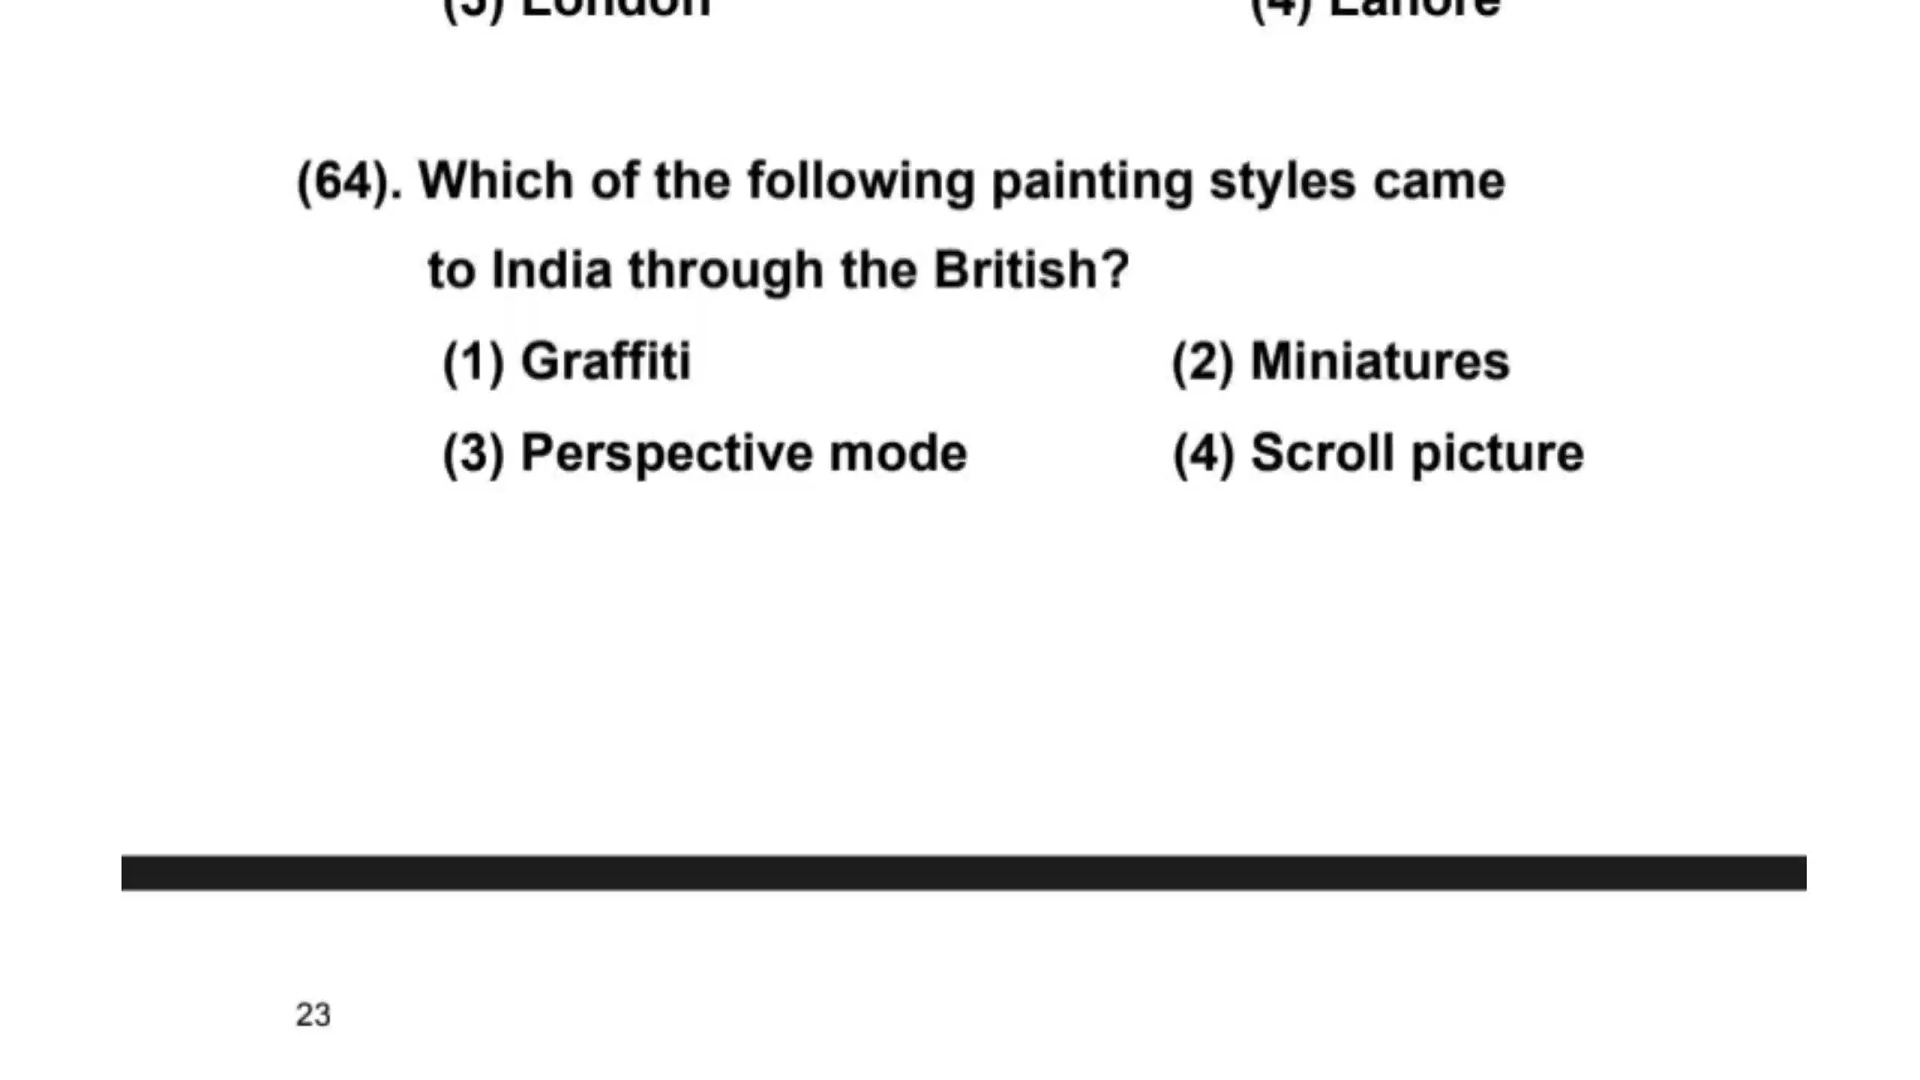 (3) London (4) Lahore
(64). Which of the following painting styles came
to India through the British?
(1) Graffiti (2) Miniatures
(3) Perspective mode (4) Scroll picture
23